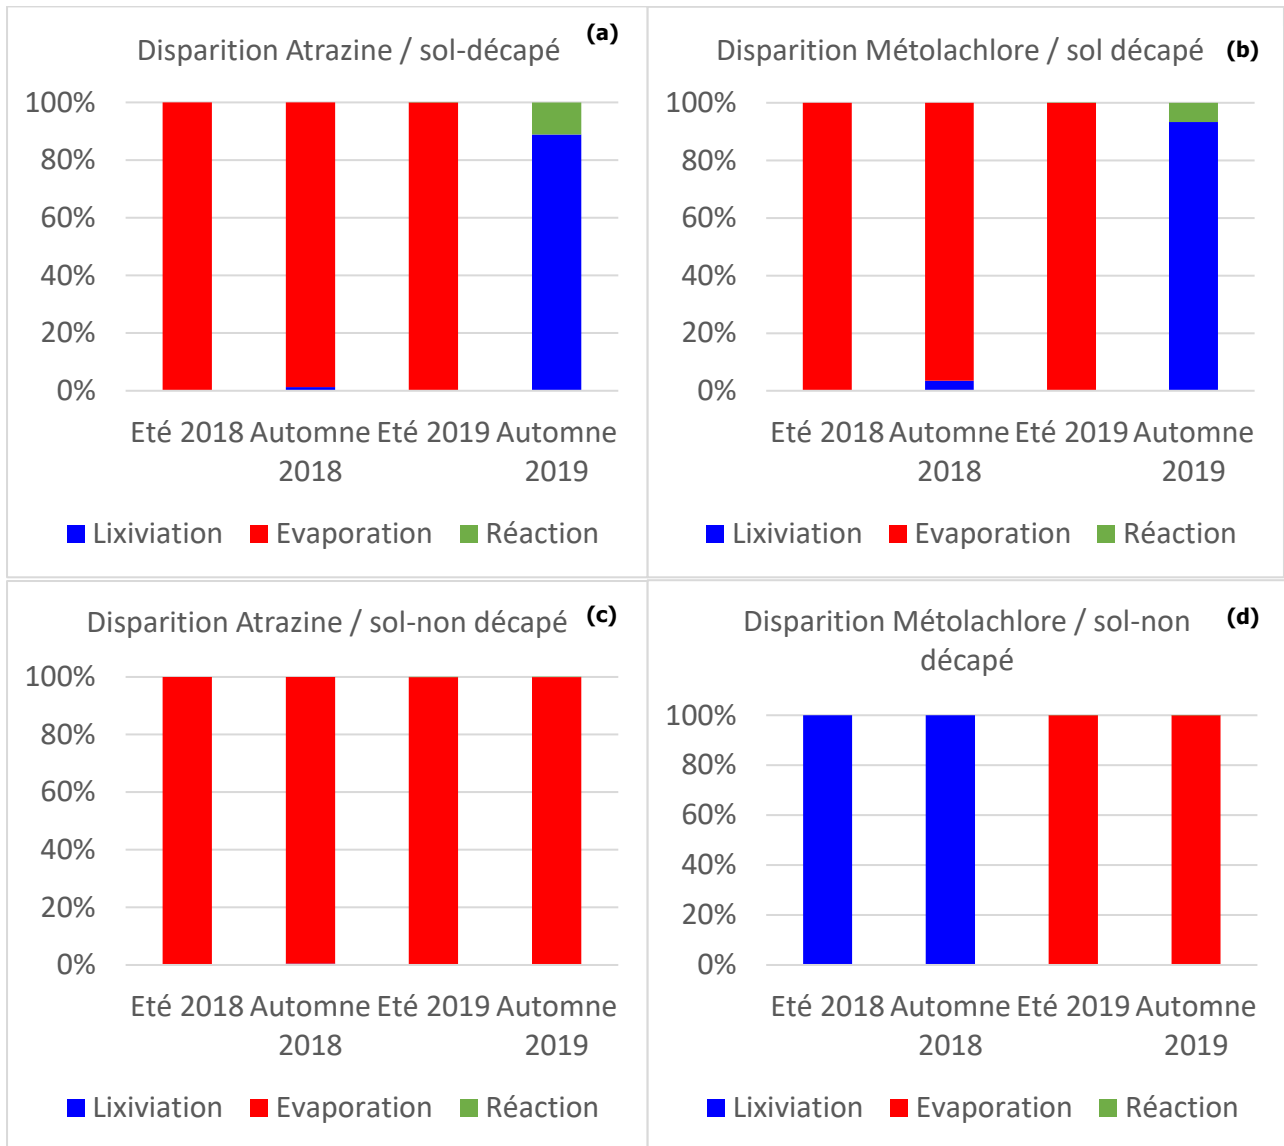 Disparition Atrazine / sol-décapé
(a)
100%
80%
60%
40%
20%
0%
Eté 2018 Automne Eté 2019 Automne
2018 2019
Lixiviation Evaporation Réaction
Disparition Métolachlore / sol décapé
(b)
100%
80%
60%
40%
20%
0%
Eté 2018 Automne Eté 2019 Automne
2018 2019
Lixiviation Evaporation Réaction
Disparition Atrazine / sol-non décapé
(c)
100%
80%
60%
40%
20%
0%
Eté 2018 Automne Eté 2019 Automne
2018 2019
Lixiviation Evaporation Réaction
Disparition Métolachlore / sol-non
décapé
(d)
100%
80%
60%
40%
20%
0%
Eté 2018 Automne Eté 2019 Automne
2018 2019
Lixiviation Evaporation Réaction